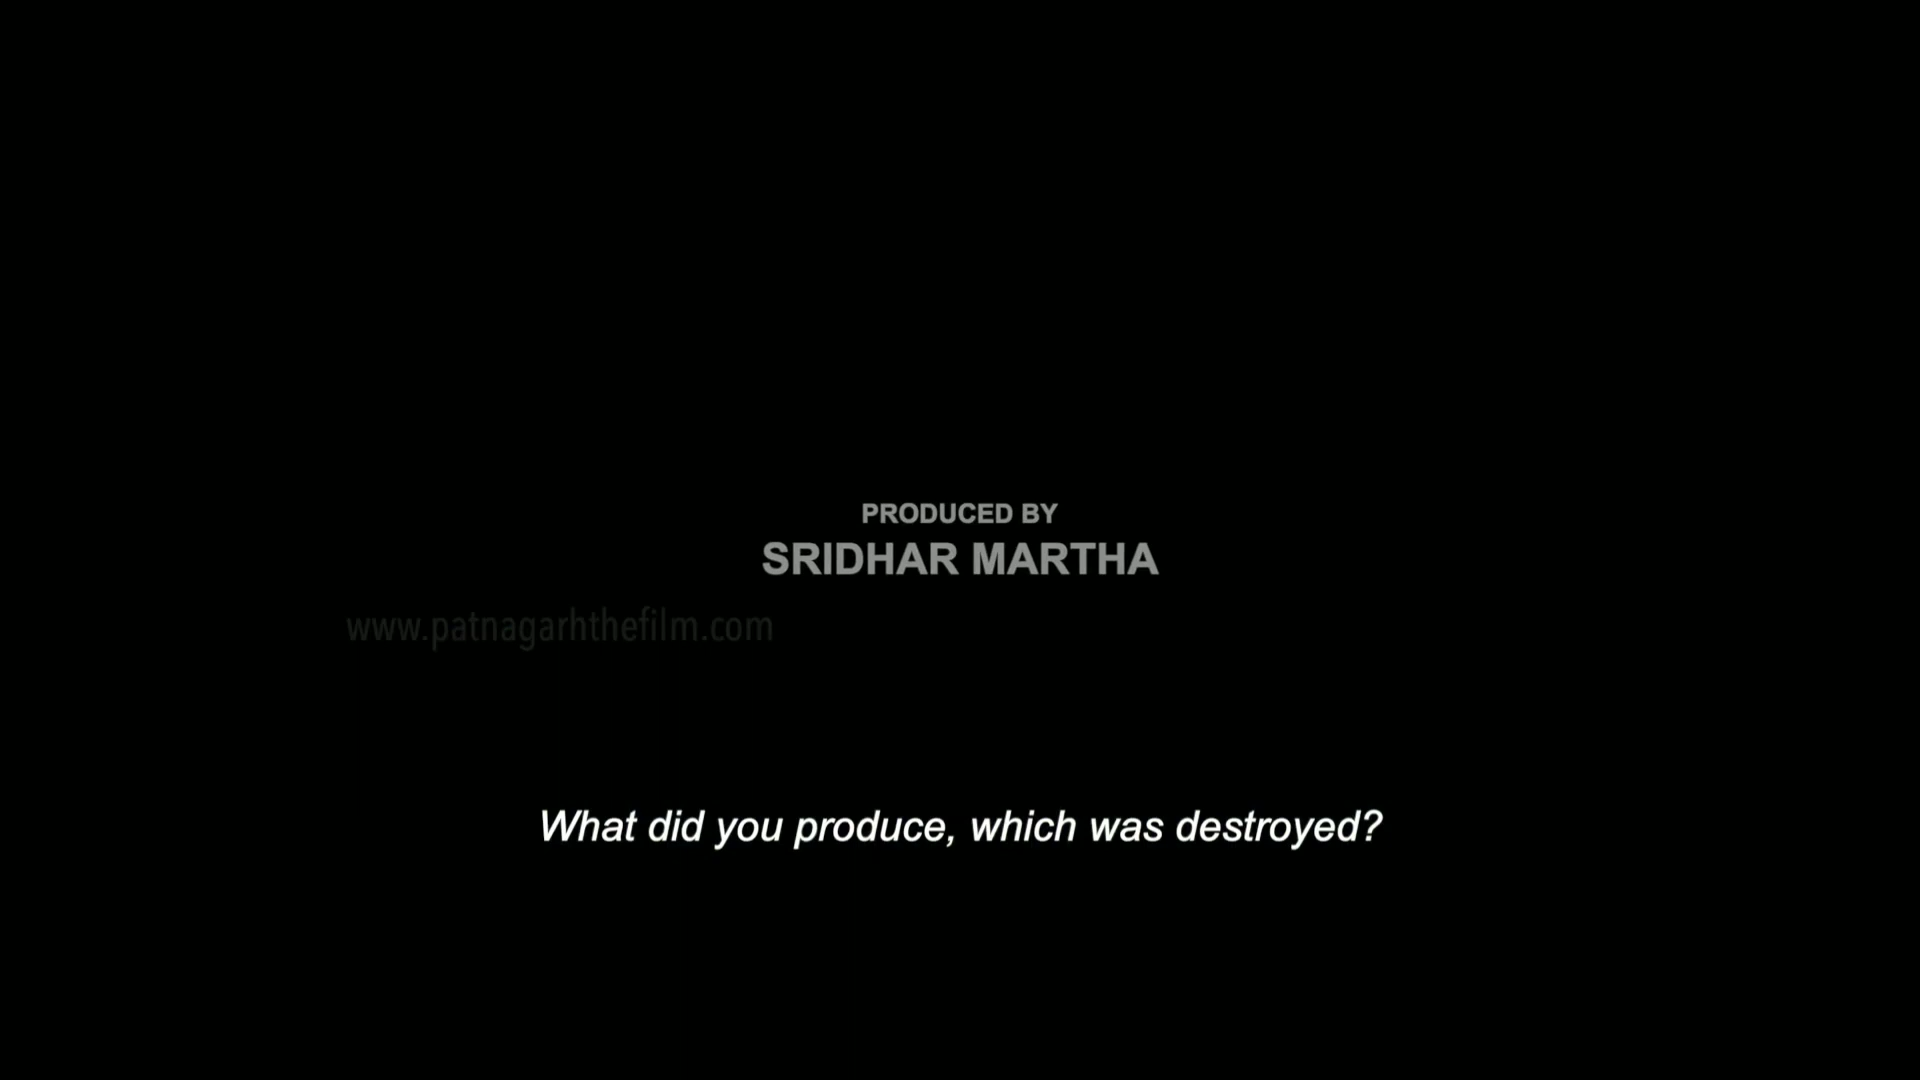 PRODUCED BY
SRIDHAR MARTHA
www.patnagarhthefilm.com
What did you produce, which was destroyed?